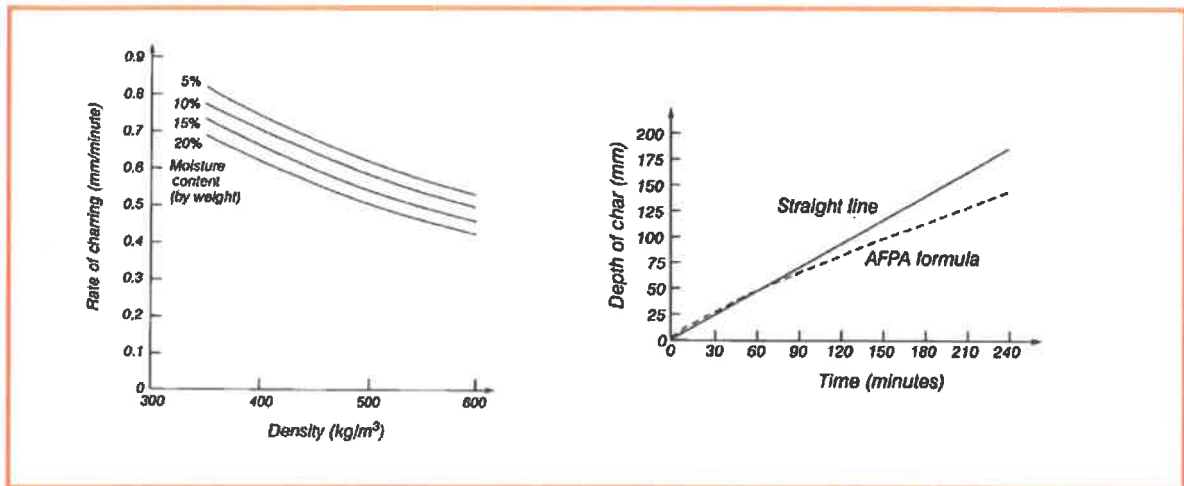 0.9
0.8
0.7
0.6
0.5
0.4
0.3
0.2
0.1
0
Rate of charring (mm/minute)
5%
10%
15%
20%
Moisture
content
(by weight)
300
400
500
600
Density (kg/m³)
200
175
150
125
100
75
50
25
0
Depth of char (mm)
Straight line
AFPA formula
0 30 60 90 120 150 180 210 240
Time (minutes)